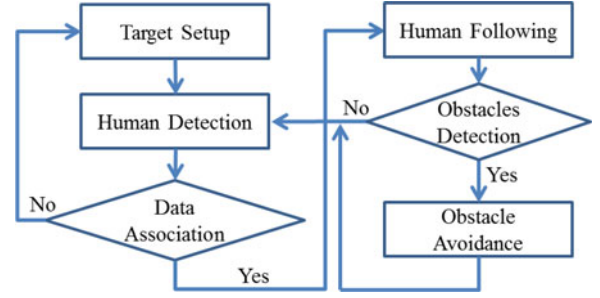 Target Setup
Human Detection
No
Data
Association
Yes
Human Following
No
Obstacles
Detection
Yes
Obstacle
Avoidance